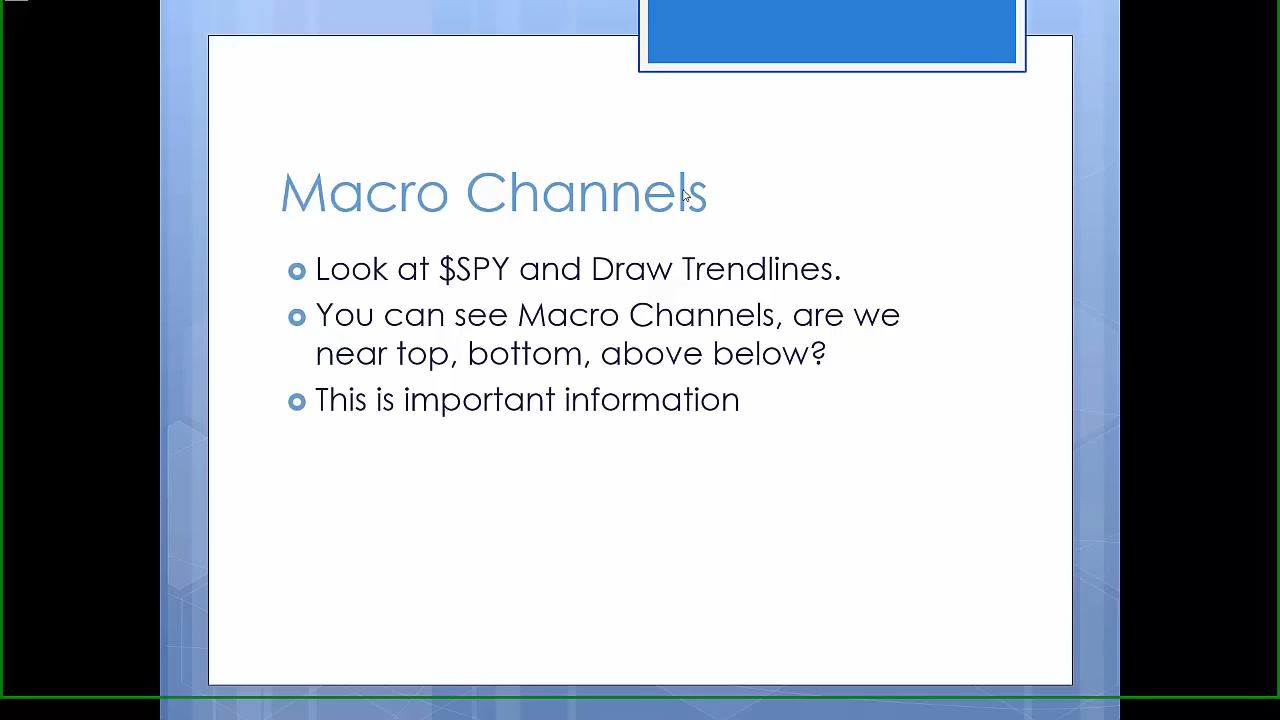 Macro Channels
Look at $SPY and Draw Trendlines.
You can see Macro Channels, are we
near top, bottom, above below?
This is important information